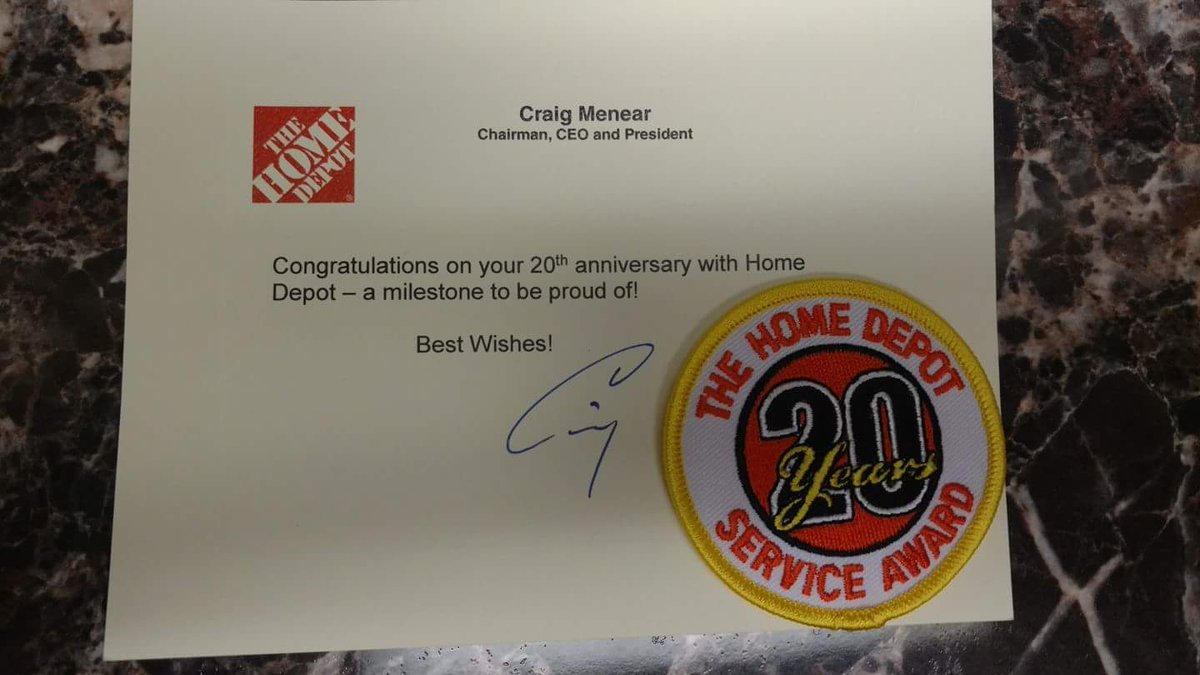 THE
HOME
DEPOT
Craig Menear
Chairman, CEO and President
Congratulations on your 20th anniversary with Home
Depot – a milestone to be proud of!
Best Wishes!
Craig
THE HOME DEPOT
20
Years
SERVICE AWARD